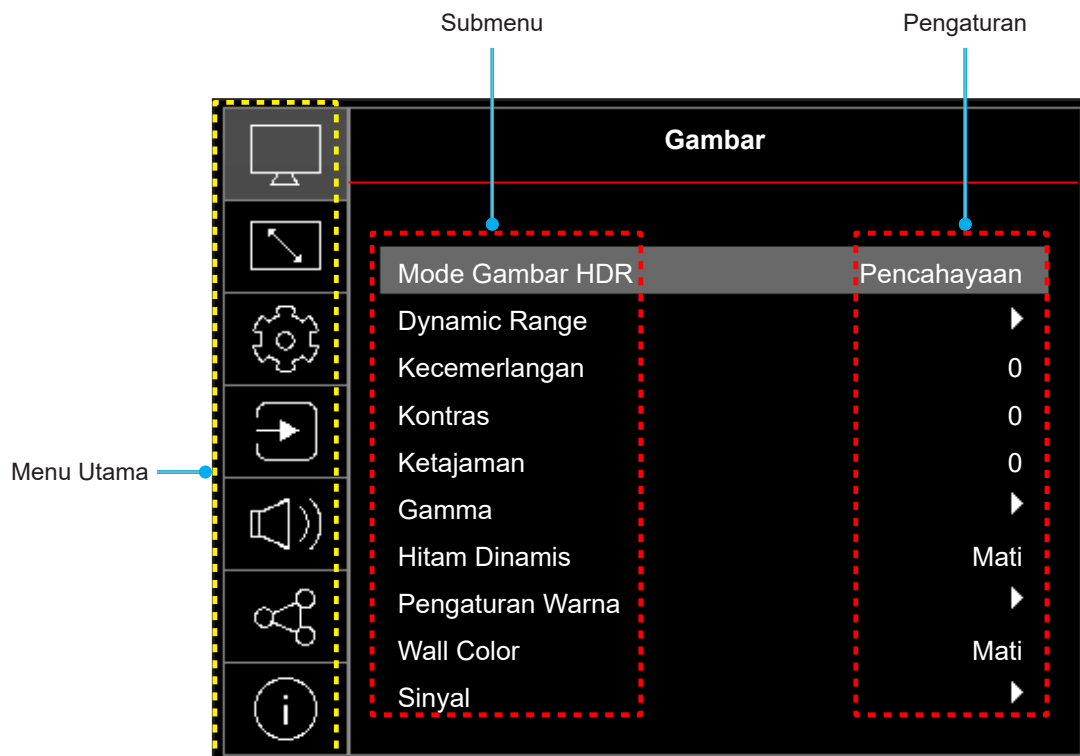 Submenu Pengaturan
Gambar
Mode Gambar HDR Pencahayaan
Dynamic Range
Kecemerlangan 0
Kontras 0
Ketajaman 0
Menu Utama
Gamma
Hitam Dinamis Mati
Pengaturan Warna
Wall Color Mati
Sinyal
i